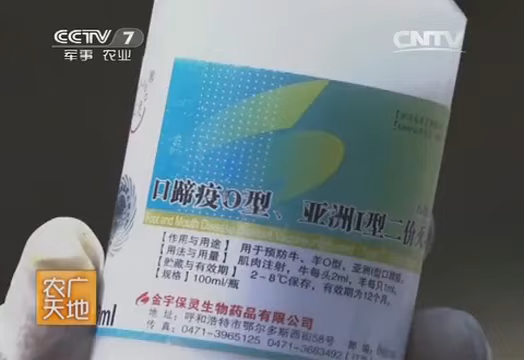 CCTV 7
军事 农业
CNTV
口蹄疫O型、亚洲I型二价灭
【作用与用途】 用于预防牛、羊O型、亚洲I型口蹄疫。
【用法与用量】 肌肉注射，牛每头2ml，羊每只1ml。
【贮藏与有效期】 2-8℃保存，有效期为12个月。
【规格】 100ml/瓶
金宇保灵生物药品有限公司
地 址：呼和浩特市鄂尔多斯西街58号
传 真：0471-3965125
农广
天地